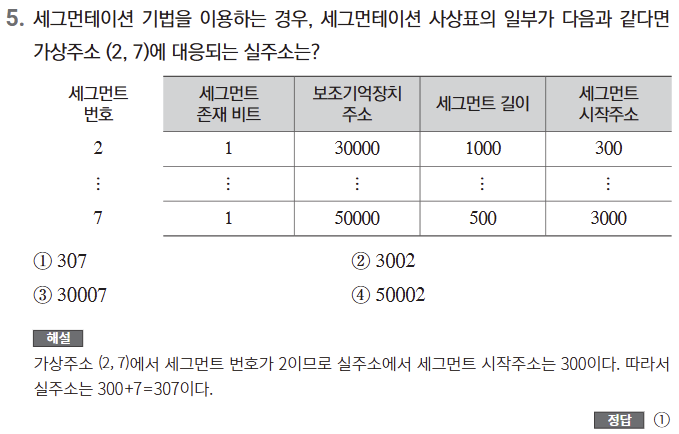 5. 세그먼테이션 기법을 이용하는 경우, 세그먼테이션 사상표의 일부가 다음과 같다면
가상주소 (2, 7)에 대응되는 실주소는?
세그먼트 번호 세그먼트 존재 비트 보조기억장치 주소 세그먼트 길이 세그먼트 시작주소
2 1 30000 1000 300
⋮ ⋮ ⋮ ⋮ ⋮
7 1 50000 500 3000
① 307 ② 3002
③ 30007 ④ 50002
해설
가상주소 (2, 7)에서 세그먼트 번호가 2이므로 실주소에서 세그먼트 시작주소는 300이다. 따라서
실주소는 300+7=307이다.
정답 ①